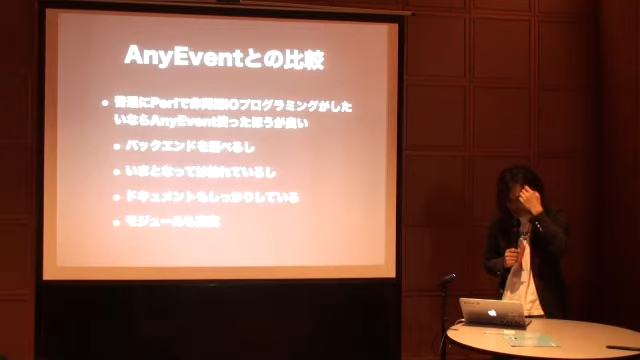 AnyEventとの比較
普通にPerlで非同期IOプログラミングがした
いならAnyEvent使ったほうが良い
バックエンドを選べるし
いまとなっては枯れているし
ドキュメントもしっかりしている
モジュールも豊富